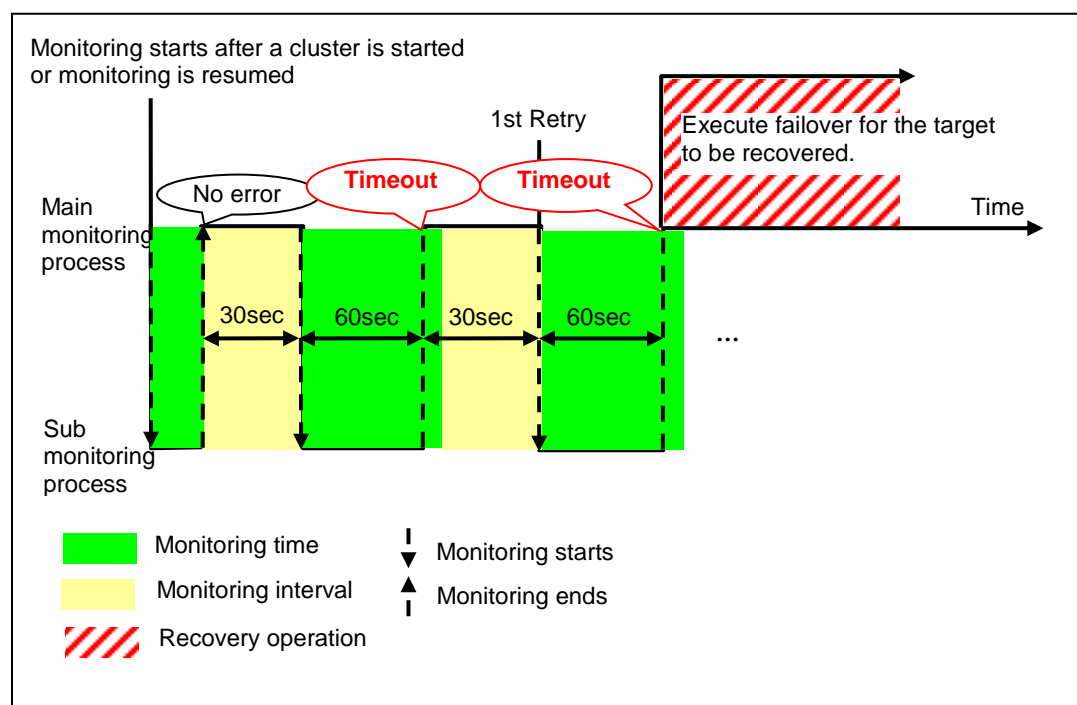 Monitoring starts after a cluster is started
or monitoring is resumed
1st Retry
Execute failover for the target
to be recovered.
No error
Timeout
Timeout
Main
monitoring
process
Time
30sec
60sec
30sec
60sec
...
Sub
monitoring
process
Monitoring time
Monitoring starts
Monitoring interval
Monitoring ends
Recovery operation